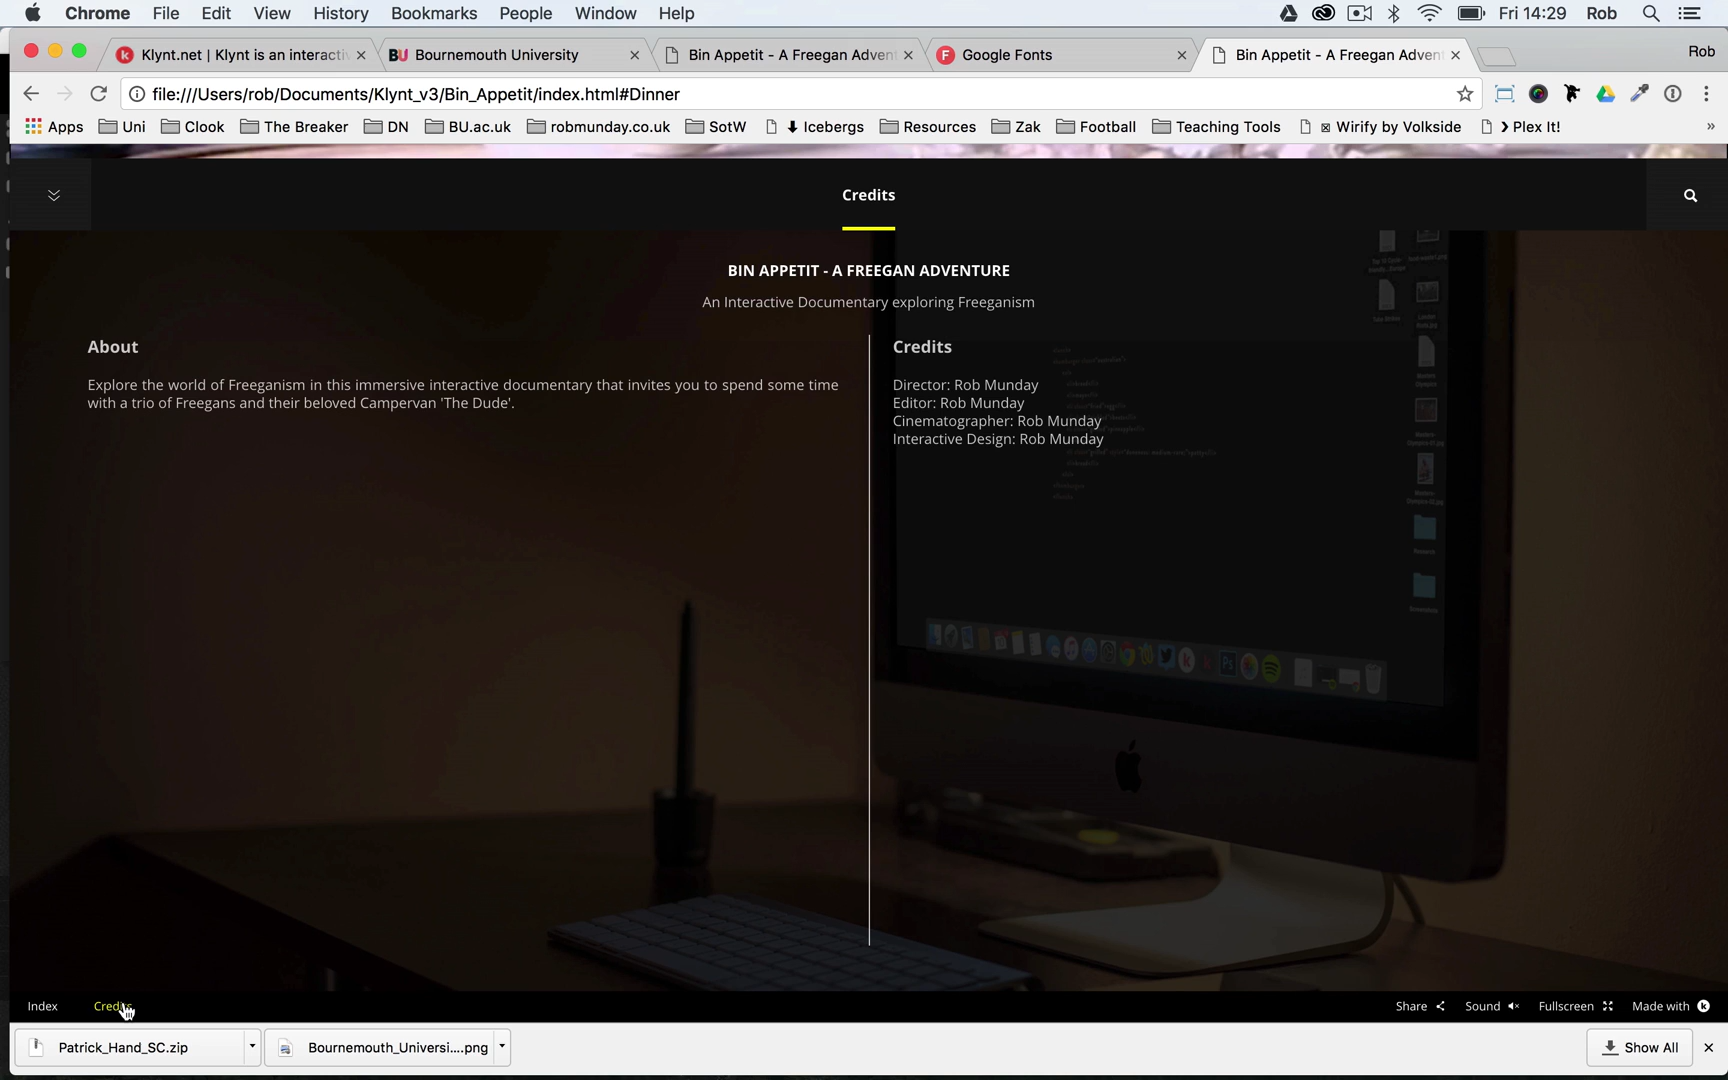 Chrome File Edit View History Bookmarks People Window Help Fri 14:29 Rob
Klynt.net | Klynt is an interacti Bournemouth University Bin Appetit - A Freegan Adven Google Fonts Bin Appetit - A Freegan Adven Rob
file:///Users/rob/Documents/Klynt_v3/Bin_Appetit/index.html#Dinner
Apps Uni Clook The Breaker DN BU.ac.uk robmunday.co.uk SotW Icebergs Resources Zak Football Teaching Tools Wirify by Volkside Plex It! »
Credits
BIN APPETIT - A FREEGAN ADVENTURE
An Interactive Documentary exploring Freeganism
About
Explore the world of Freeganism in this immersive interactive documentary that invites you to spend some time
with a trio of Freegans and their beloved Campervan 'The Dude'.
Credits
Director: Rob Munday
Editor: Rob Munday
Cinematographer: Rob Munday
Interactive Design: Rob Munday
Index Credits Share Sound Fullscreen Made with
Patrick_Hand_SC.zip Bournemouth_Universi....png Show All